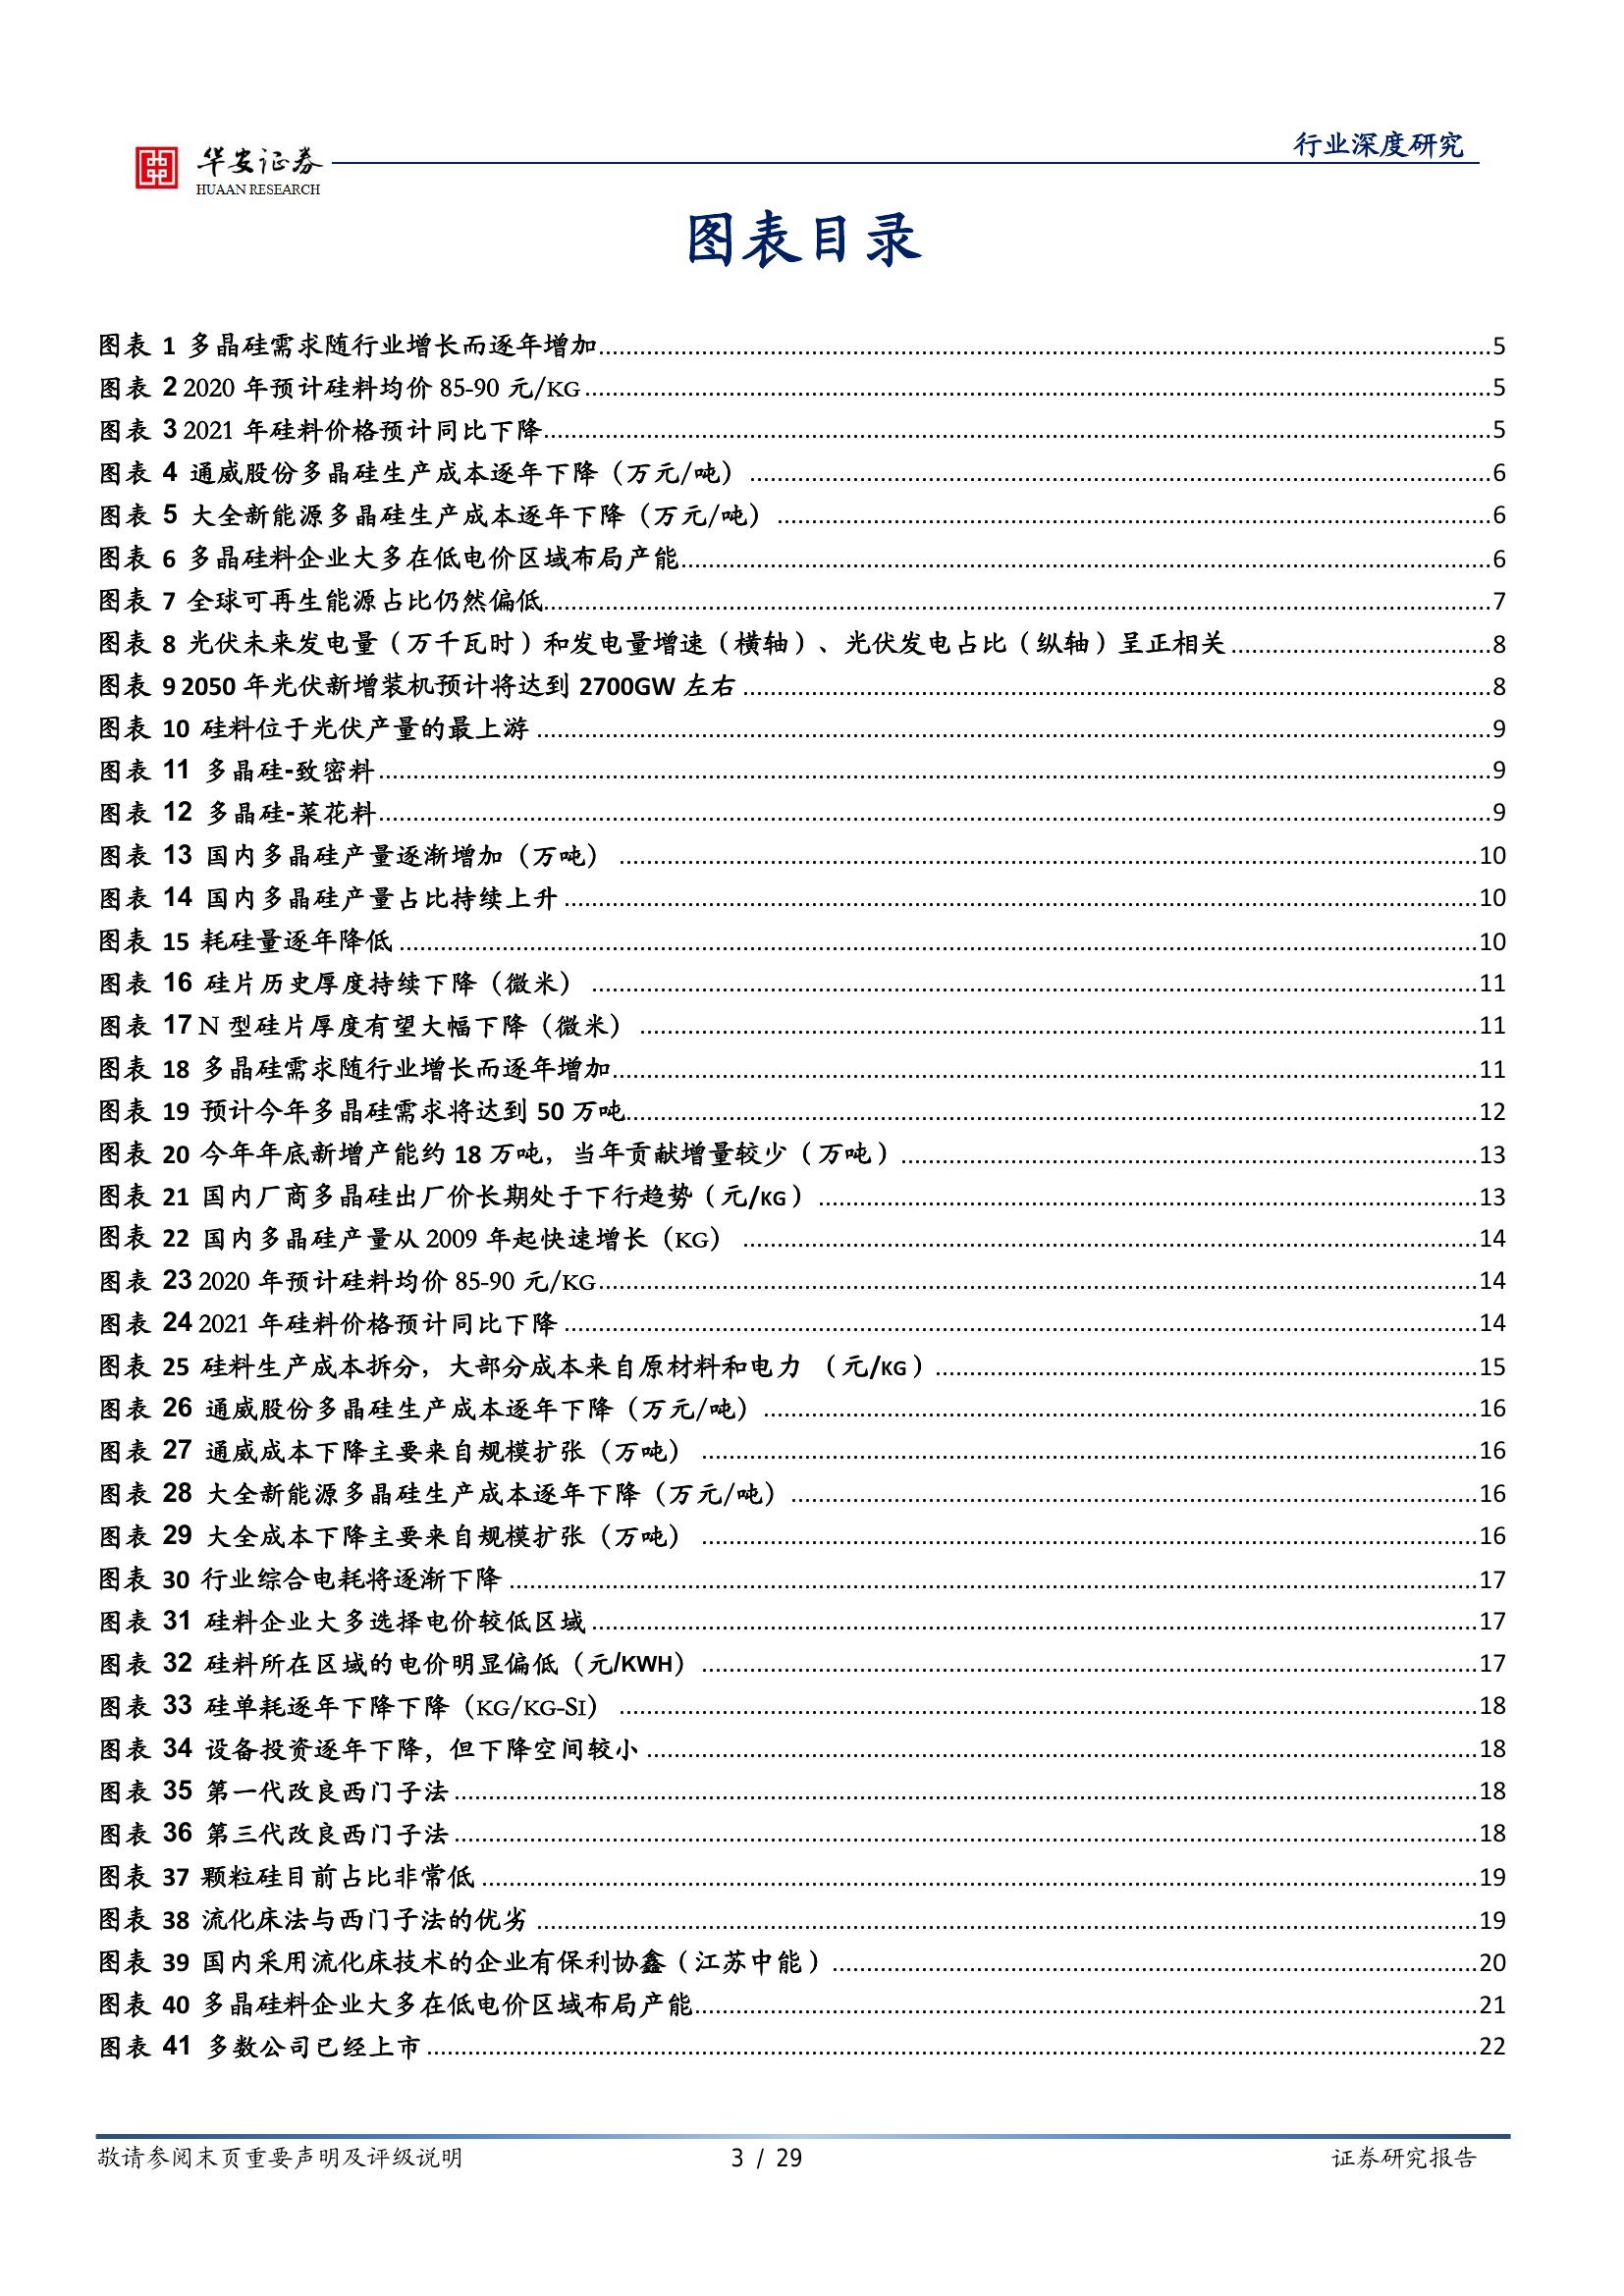 行业深度研究
华安证券
HUAAN RESEARCH
图表目录
图表 1 多晶硅需求随行业增长而逐年增加 5
图表 2 2020 年预计硅料均价 85-90 元/KG 5
图表 3 2021 年硅料价格预计同比下降 5
图表 4 通威股份多晶硅生产成本逐年下降（万元/吨） 6
图表 5 大全新能源多晶硅生产成本逐年下降（万元/吨） 6
图表 6 多晶硅料企业大多在低电价区域布局产能 6
图表 7 全球可再生能源占比仍然偏低 7
图表 8 光伏未来发电量（万千瓦时）和发电量增速（横轴）、光伏发电占比（纵轴）呈正相关 8
图表 9 2050 年光伏新增装机预计将达到 2700GW 左右 8
图表 10 硅料位于光伏产量的最上游 9
图表 11 多晶硅-致密料 9
图表 12 多晶硅-菜花料 9
图表 13 国内多晶硅产量逐渐增加（万吨） 10
图表 14 国内多晶硅产量占比持续上升 10
图表 15 耗硅量逐年降低 10
图表 16 硅片历史厚度持续下降（微米） 11
图表 17 N 型硅片厚度有望大幅下降（微米） 11
图表 18 多晶硅需求随行业增长而逐年增加 11
图表 19 预计今年多晶硅需求将达到 50 万吨 12
图表 20 今年年底新增产能约 18 万吨，当年贡献增量较少（万吨） 13
图表 21 国内厂商多晶硅出厂价长期处于下行趋势（元/KG） 13
图表 22 国内多晶硅产量从 2009 年起快速增长（KG） 14
图表 23 2020 年预计硅料均价 85-90 元/KG 14
图表 24 2021 年硅料价格预计同比下降 14
图表 25 硅料生产成本拆分，大部分成本来自原材料和电力 （元/KG） 15
图表 26 通威股份多晶硅生产成本逐年下降（万元/吨） 16
图表 27 通威成本下降主要来自规模扩张（万吨） 16
图表 28 大全新能源多晶硅生产成本逐年下降（万元/吨） 16
图表 29 大全成本下降主要来自规模扩张（万吨） 16
图表 30 行业综合电耗将逐渐下降 17
图表 31 硅料企业大多选择电价较低区域 17
图表 32 硅料所在区域的电价明显偏低（元/KWH） 17
图表 33 硅单耗逐年下降下降（KG/KG-SI） 18
图表 34 设备投资逐年下降，但下降空间较小 18
图表 35 第一代改良西门子法 18
图表 36 第三代改良西门子法 18
图表 37 颗粒硅目前占比非常低 19
图表 38 流化床法与西门子法的优劣 19
图表 39 国内采用流化床技术的企业有保利协鑫（江苏中能） 20
图表 40 多晶硅料企业大多在低电价区域布局产能 21
图表 41 多数公司已经上市 22
敬请参阅末页重要声明及评级说明 3 / 29 证券研究报告